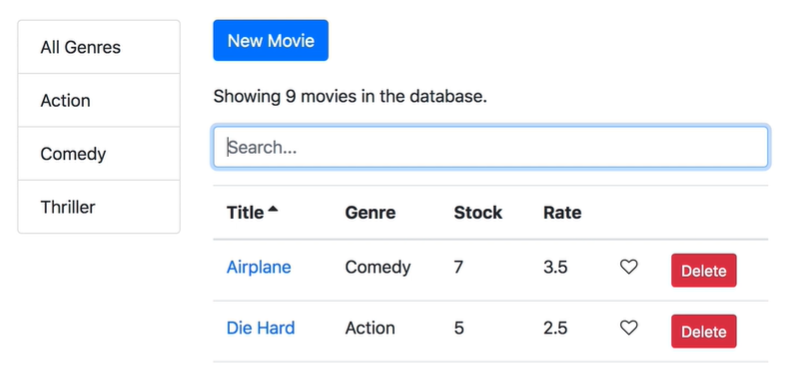 All Genres
Action
Comedy
Thriller
New Movie
Showing 9 movies in the database.
Search...
Title Genre Stock Rate
Airplane Comedy 7 3.5 Delete
Die Hard Action 5 2.5 Delete